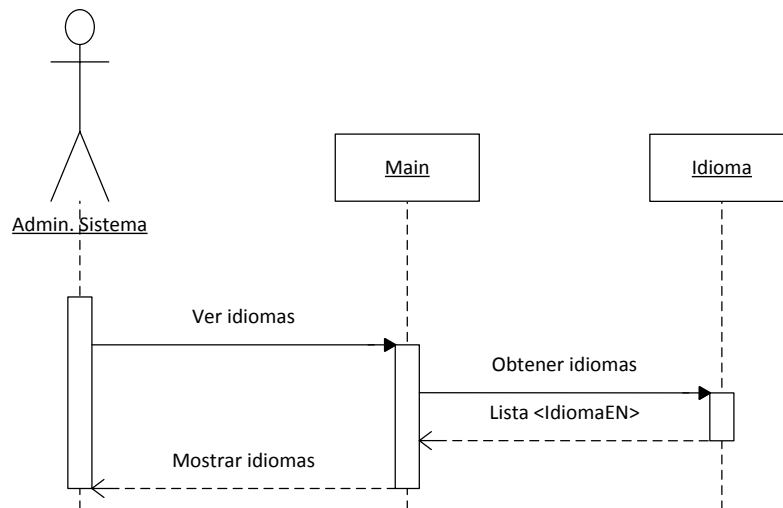 Main
Idioma
Admin. Sistema
Ver idiomas
Obtener idiomas
Lista <IdiomaEN>
Mostrar idiomas